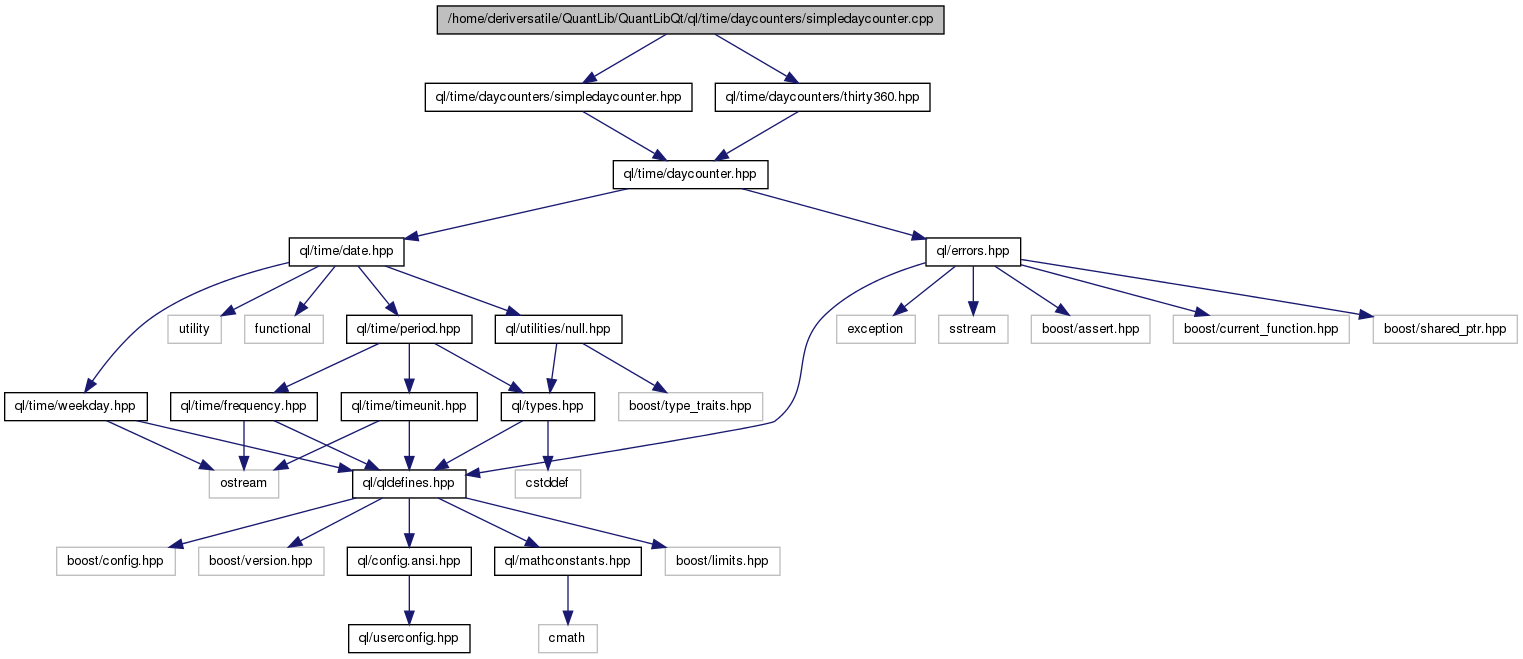 /home/deriversatile/QuantLib/QuantLibQt/ql/time/daycounters/simpledaycounter.cpp
ql/time/daycounters/simpledaycounter.hpp
ql/time/daycounters/thirty360.hpp
ql/time/daycounter.hpp
ql/time/date.hpp
ql/errors.hpp
utility
functional
ql/time/period.hpp
ql/utilities/null.hpp
exception
sstream
boost/assert.hpp
boost/current_function.hpp
boost/shared_ptr.hpp
ql/time/weekday.hpp
ql/time/frequency.hpp
ql/time/timeunit.hpp
ql/types.hpp
boost/type_traits.hpp
ostream
ql/qldefines.hpp
cstddef
boost/config.hpp
boost/version.hpp
ql/config.ansi.hpp
ql/mathconstants.hpp
boost/limits.hpp
ql/userconfig.hpp
cmath